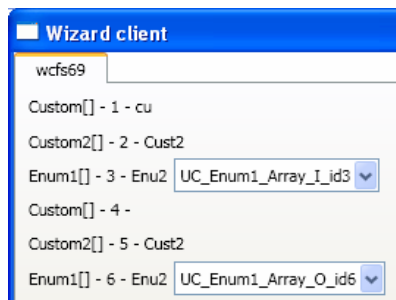 Wizard client
wcfs69
Custom[] - 1 - cu
Custom2[] - 2 - Cust2
Enum1[] - 3 - Enu2 UC_Enum1_Array_I_id3
Custom[] - 4 -
Custom2[] - 5 - Cust2
Enum1[] - 6 - Enu2 UC_Enum1_Array_O_id6